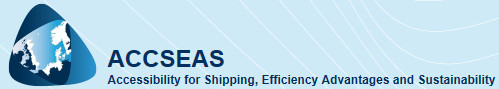 ACCSEAS
Accessibility for Shipping, Efficiency Advantages and Sustainability